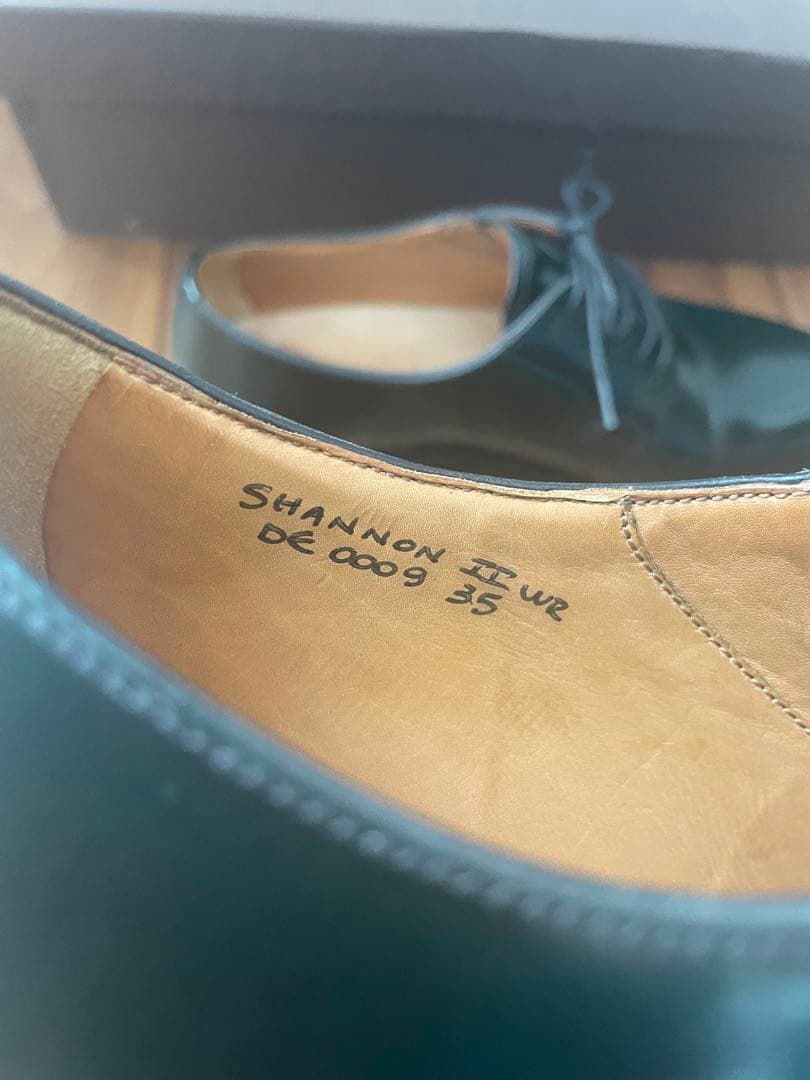 SHANNON II WR
DE 0009 35